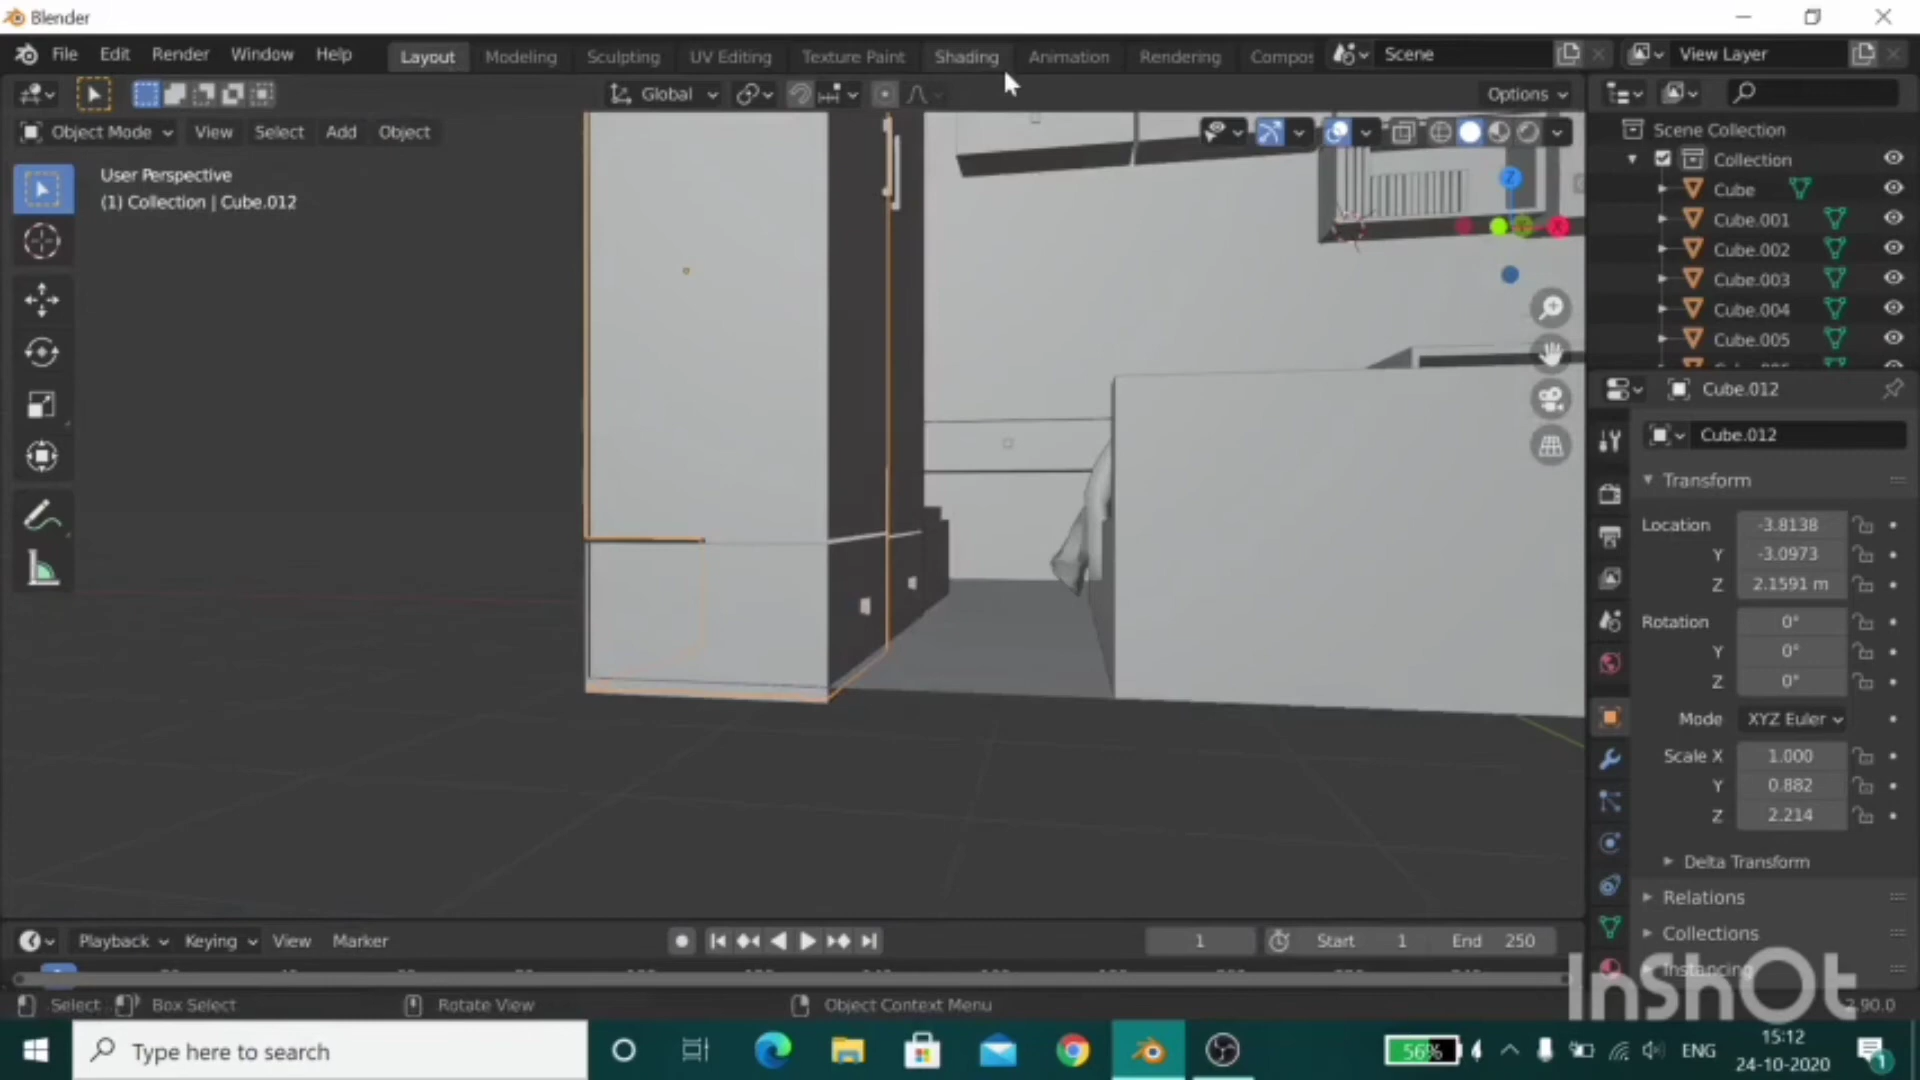 Blender
File Edit Render Window Help Layout Modeling Sculpting UV Editing Texture Paint Shading Animation Rendering Compos Scene View Layer
Global Options
Object Mode View Select Add Object
User Perspective
(1) Collection | Cube.012
Z
X
Scene Collection
Collection
Cube
Cube.001
Cube.002
Cube.003
Cube.004
Cube.005
Cube.012
Cube.012
Transform
Location -3.8138
Y -3.0973
Z 2.1591 m
Rotation 0°
Y 0°
Z 0°
Mode XYZ Euler
Scale X 1.000
Y 0.882
Z 2.214
Delta Transform
Relations
Collections
Instancing
Playback Keying View Marker 1 Start 1 End 250
Select Box Select Rotate View Object Context Menu 2.90.0
InShOt
Type here to search 56% ENG 15:12
24-10-2020
1